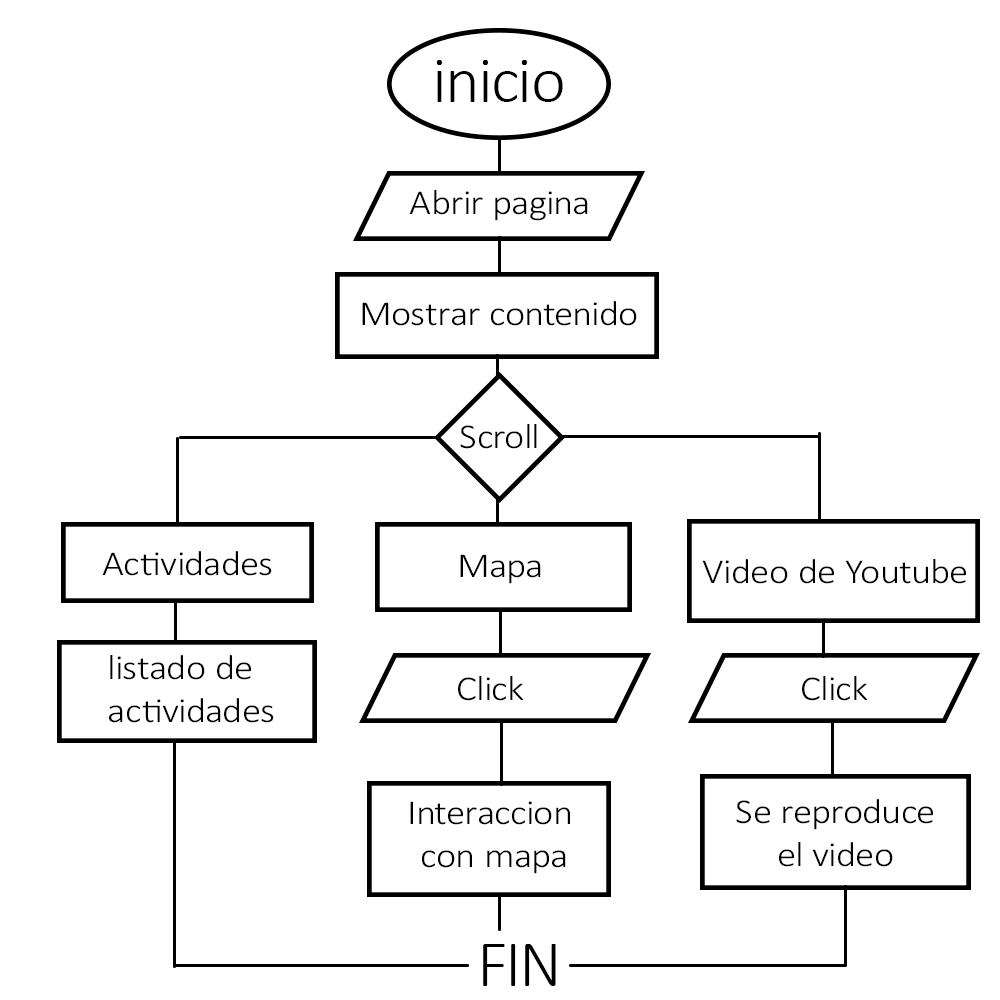 inicio
Abrir pagina
Mostrar contenido
Scroll
Actividades
Mapa
Video de Youtube
listado de
actividades
Click
Click
Interaccion
con mapa
Se reproduce
el video
FIN